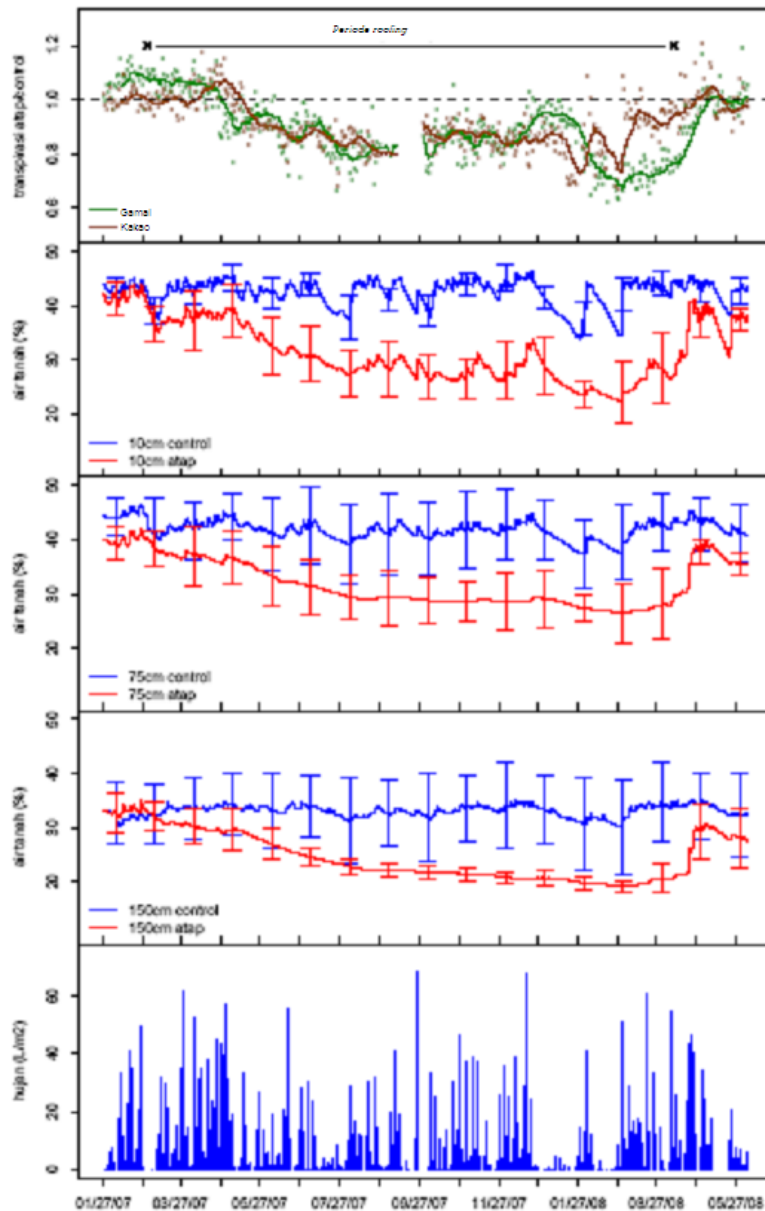 Periode roofing
transpirasi atap/control
1.2
1.0
0.8
0.6
Gamal
Kakao
air tanah (%)
50
40
30
20
10cm control
10cm atap
air tanah (%)
50
40
30
20
75cm control
75cm atap
air tanah (%)
50
40
30
20
150cm control
150cm atap
hujan (L/m2)
60
40
20
0
01/27/07 03/27/07 05/27/07 07/27/07 09/27/07 11/27/07 01/27/08 03/27/08 05/27/08